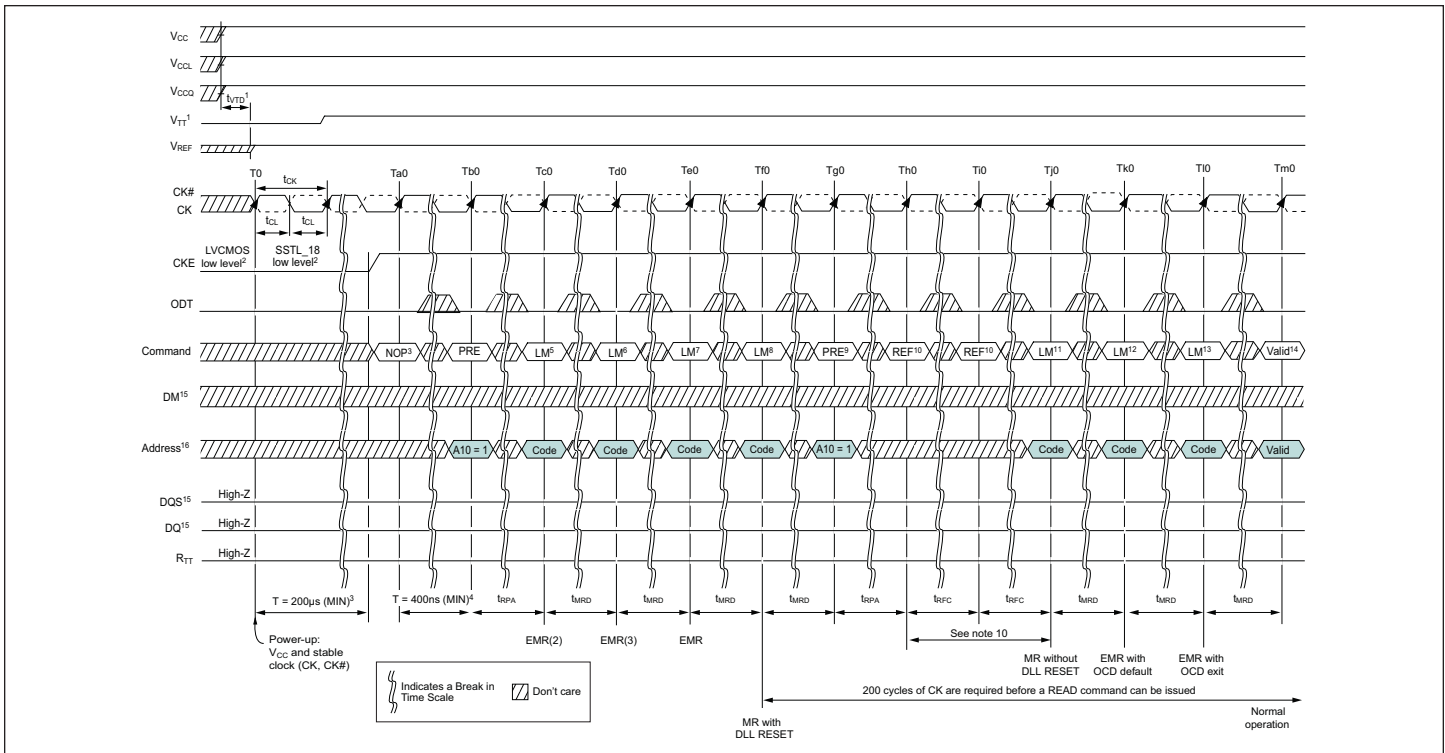 VCC
VCCL
VCCQ
tVTD1
VTT1
VREF
T0 Ta0 Tb0 Tc0 Td0 Te0 Tf0 Tg0 Th0 Ti0 Tj0 Tk0 Tl0 Tm0
tCK
CK#
CK
tCL tCL
LVCMOS low level2
SSTL_18 low level2
CKE
ODT
Command NOP3 PRE LM5 LM6 LM7 LM8 PRE9 REF10 REF10 LM11 LM12 LM13 Valid14
DM15
Address16 A10 = 1 Code Code Code Code A10 = 1 Code Code Code Valid
DQS15 High-Z
DQ15 High-Z
RTT High-Z
T = 200µs (MIN)3 T = 400ns (MIN)4 tRPA tMRD tMRD tMRD tMRD tRPA tRFC tRFC tMRD tMRD tMRD
EMR(2) EMR(3) EMR
See note 10
Power-up:
VCC and stable
clock (CK, CK#)
MR without
DLL RESET
EMR with
OCD default
EMR with
OCD exit
Indicates a Break in
Time Scale
Don't care
200 cycles of CK are required before a READ command can be issued
MR with
DLL RESET
Normal
operation